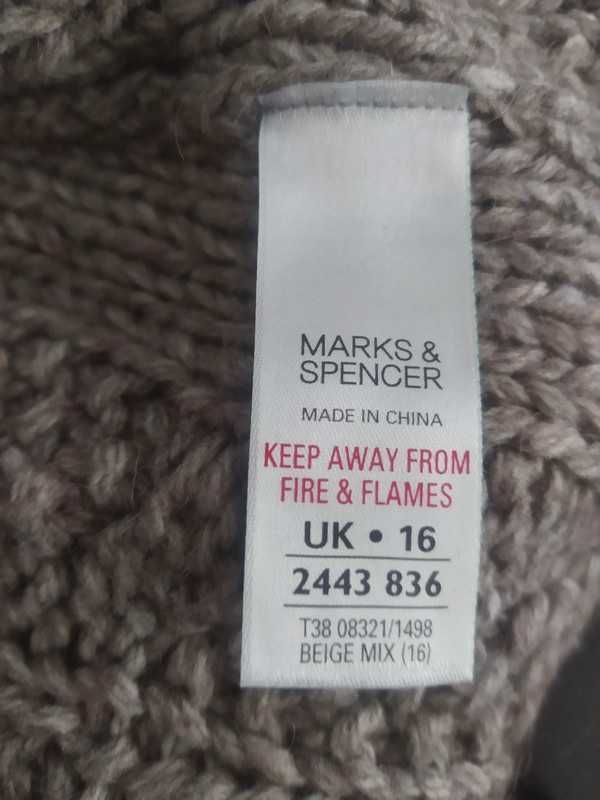 MARKS &
SPENCER
MADE IN CHINA
KEEP AWAY FROM
FIRE & FLAMES
UK • 16
2443 836
T38 08321/1498
BEIGE MIX (16)